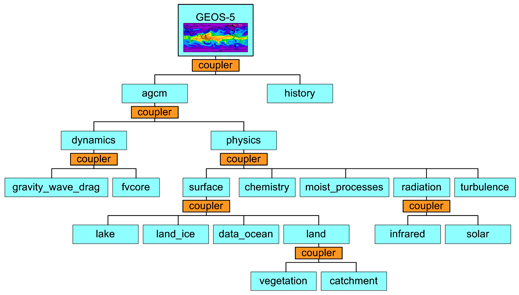 GEOS-5
coupler
agcm
history
coupler
dynamics
physics
coupler
coupler
gravity_wave_drag
fvcore
surface
chemistry
moist_processes
radiation
turbulence
coupler
coupler
lake
land_ice
data_ocean
land
infrared
solar
coupler
vegetation
catchment